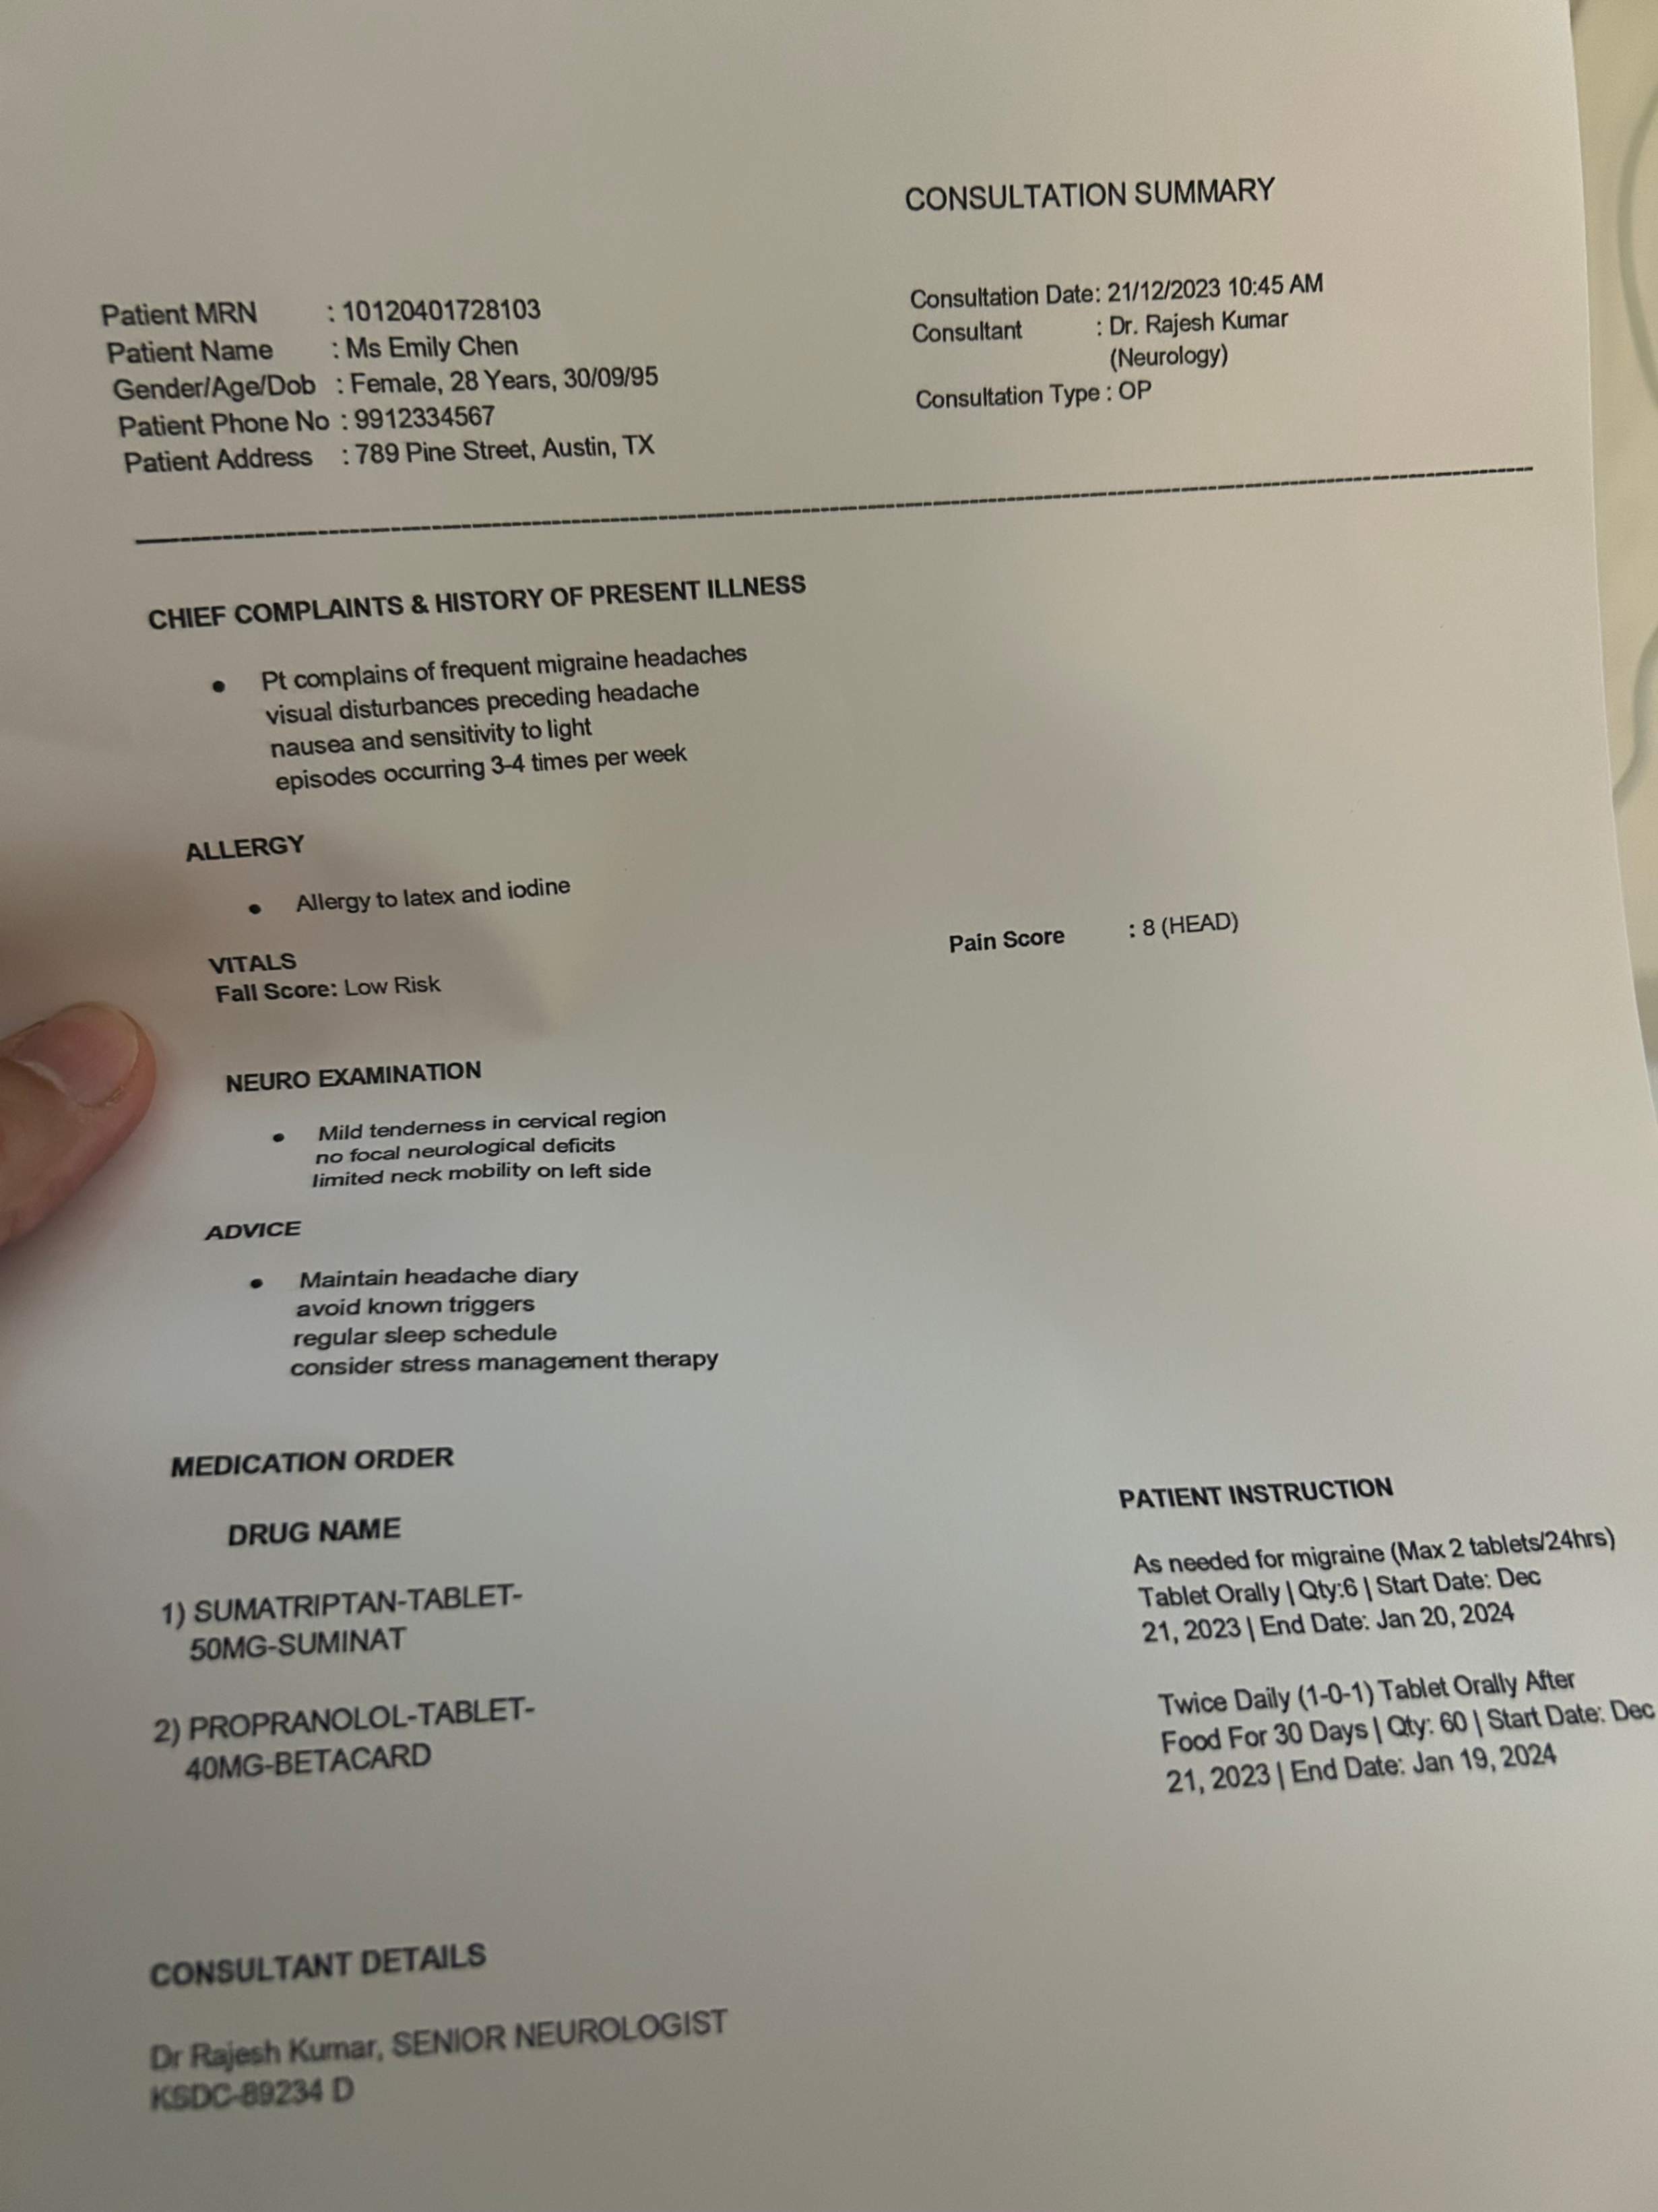 CONSULTATION SUMMARY
Patient MRN : 10120401728103
Patient Name : Ms Emily Chen
Gender/Age/Dob : Female, 28 Years, 30/09/95
Patient Phone No : 9912334567
Patient Address : 789 Pine Street, Austin, TX
Consultation Date: 21/12/2023 10:45 AM
Consultant : Dr. Rajesh Kumar
(Neurology)
Consultation Type : OP
CHIEF COMPLAINTS & HISTORY OF PRESENT ILLNESS
• Pt complains of frequent migraine headaches
visual disturbances preceding headache
nausea and sensitivity to light
episodes occurring 3-4 times per week
ALLERGY
• Allergy to latex and iodine
VITALS
Fall Score: Low Risk
Pain Score : 8 (HEAD)
NEURO EXAMINATION
• Mild tenderness in cervical region
no focal neurological deficits
limited neck mobility on left side
ADVICE
• Maintain headache diary
avoid known triggers
regular sleep schedule
consider stress management therapy
MEDICATION ORDER
DRUG NAME
PATIENT INSTRUCTION
1) SUMATRIPTAN-TABLET-
50MG-SUMINAT
As needed for migraine (Max 2 tablets/24hrs)
Tablet Orally | Qty:6 | Start Date: Dec
21, 2023 | End Date: Jan 20, 2024
2) PROPRANOLOL-TABLET-
40MG-BETACARD
Twice Daily (1-0-1) Tablet Orally After
Food For 30 Days | Qty: 60 | Start Date: Dec
21, 2023 | End Date: Jan 19, 2024
CONSULTANT DETAILS
Dr Rajesh Kumar, SENIOR NEUROLOGIST
KSDC-89234 D